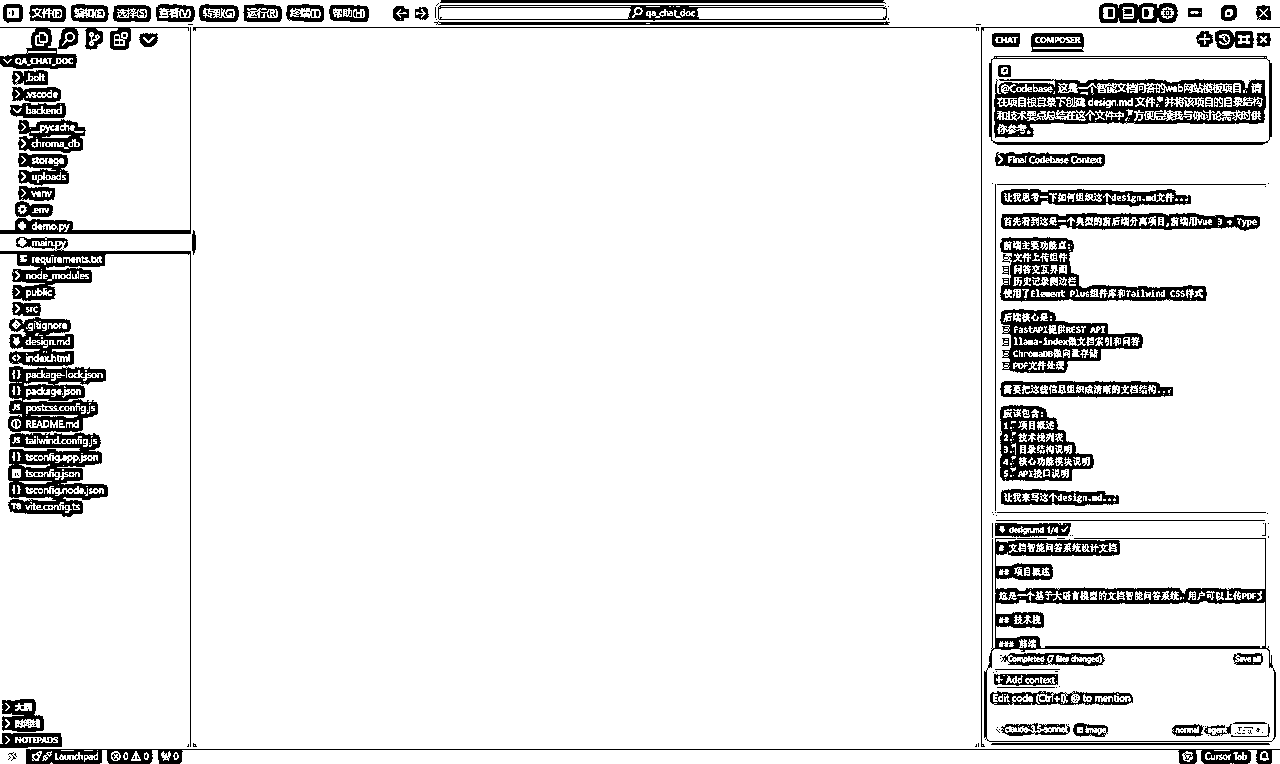 文件(F) 编辑(E) 选择(S) 查看(V) 转到(G) 运行(R) 终端(T) 帮助(H)
qa_chat_doc
QA_CHAT_DOC
.bolt
.vscode
backend
__pycache__
chroma_db
storage
uploads
venv
.env
demo.py
main.py
requirements.txt
node_modules
public
src
.gitignore
design.md
index.html
package-lock.json
package.json
postcss.config.js
README.md
tailwind.config.js
tsconfig.app.json
tsconfig.json
tsconfig.node.json
vite.config.ts
大纲
时间线
NOTEPADS
CHAT COMPOSER
@Codebase 这是一个智能文档问答的web网站模板项目，请
在项目根目录下创建 design.md 文件，并将该项目的目录结构
和技术要点总结在这个文件中，方便后续我与你讨论需求时供
你参考。
Final Codebase Context
让我思考一下如何组织这个design.md文件...
首先看到这是一个典型的前后端分离项目,前端用Vue 3 + Type
前端主要功能点:
文件上传组件
问答交互界面
历史记录侧边栏
使用了Element Plus组件库和Tailwind CSS样式
后端核心是:
FastAPI提供REST API
llama-index做文档索引和问答
ChromaDB做向量存储
PDF文件处理
需要把这些信息组织成清晰的文档结构...
应该包含:
1. 项目概述
2. 技术栈列表
3. 目录结构说明
4. 核心功能模块说明
5. API接口说明
让我来写这个design.md...
design.md 1/4
# 文档智能问答系统设计文档
## 项目概述
这是一个基于大语言模型的文档智能问答系统。用户可以上传PDF文
## 技术栈
### 前端
Completed (7 files changed) Save all
+ Add context
Edit code (Ctrl+I), @ to mention
claude-3.5-sonnet image normal agent
Launchpad 0 0 0
Cursor Tab